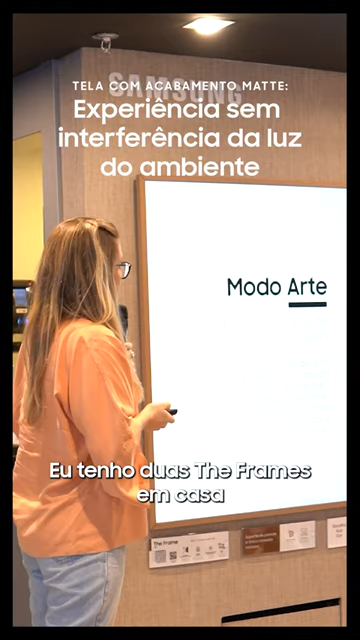 SAMSUNG
TELA COM ACABAMENTO MATTE:
Experiência sem
interferência da luz
do ambiente
Modo Arte
Eu tenho duas The Frames
em casa
The Frame